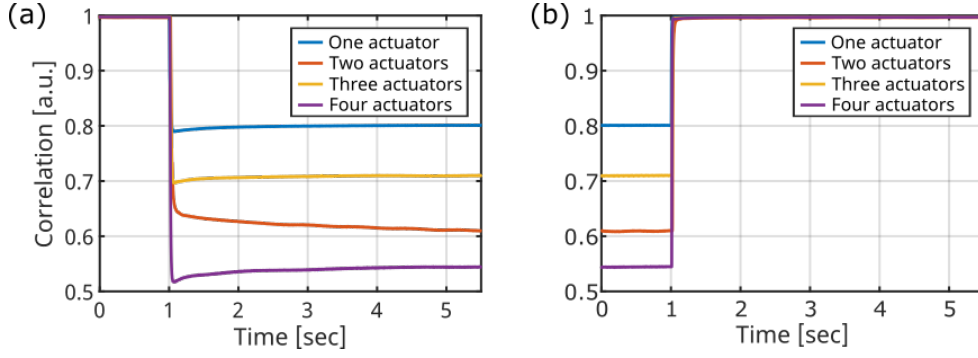 (a)
Correlation [a.u.]
1
0.9
0.8
0.7
0.6
0.5
One actuator
Two actuators
Three actuators
Four actuators
0 1 2 3 4 5
Time [sec]
(b)
1
0.9
0.8
0.7
0.6
0.5
One actuator
Two actuators
Three actuators
Four actuators
0 1 2 3 4 5
Time [sec]